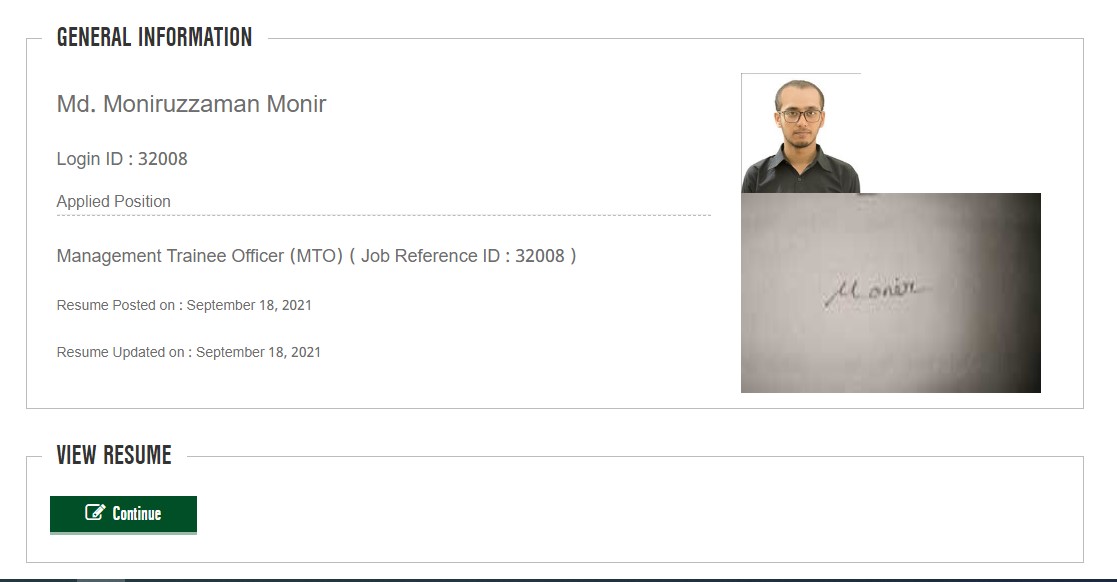 GENERAL INFORMATION
Md. Moniruzzaman Monir
Login ID : 32008
Applied Position
Management Trainee Officer (MTO) ( Job Reference ID : 32008 )
Resume Posted on : September 18, 2021
Resume Updated on : September 18, 2021
Monir
VIEW RESUME
Continue